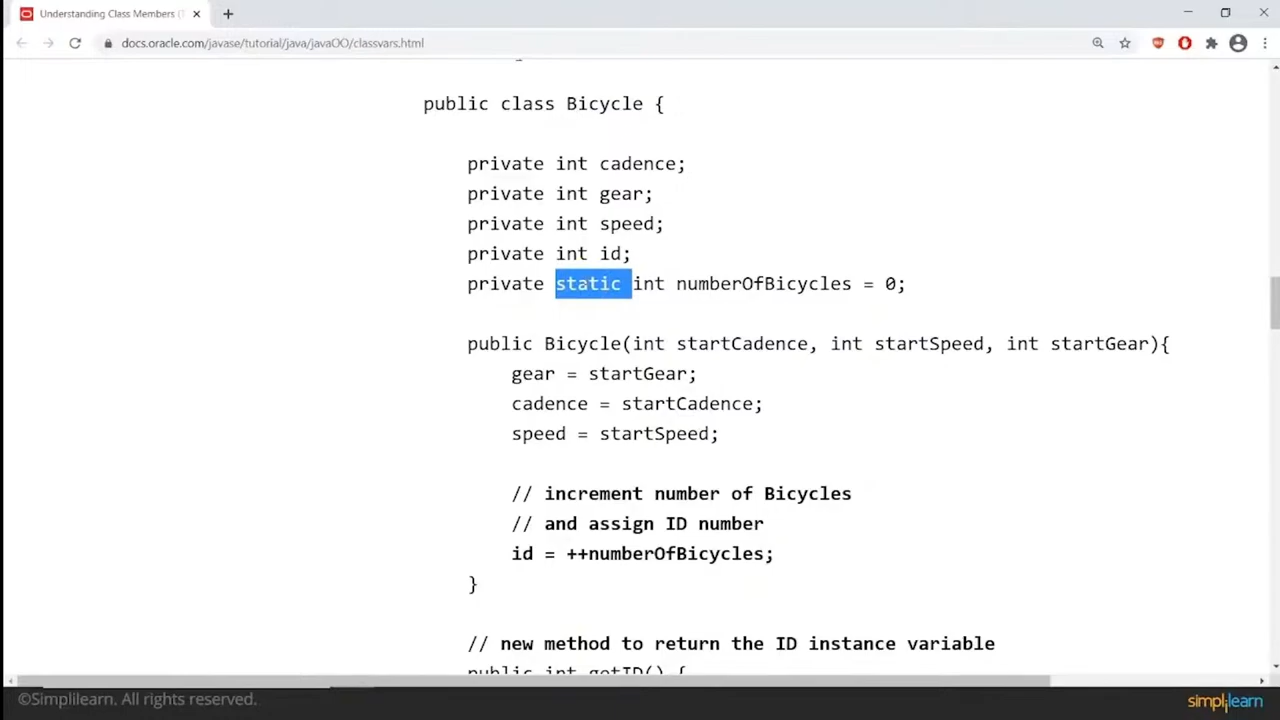 Understanding Class Members (T
docs.oracle.com/javase/tutorial/java/javaOO/classvars.html
public class Bicycle {
private int cadence;
private int gear;
private int speed;
private int id;
private static int numberOfBicycles = 0;
public Bicycle(int startCadence, int startSpeed, int startGear){
gear = startGear;
cadence = startCadence;
speed = startSpeed;
// increment number of Bicycles
// and assign ID number
id = ++numberOfBicycles;
}
// new method to return the ID instance variable
public int getID() {
©Simplilearn. All rights reserved.
simplilearn